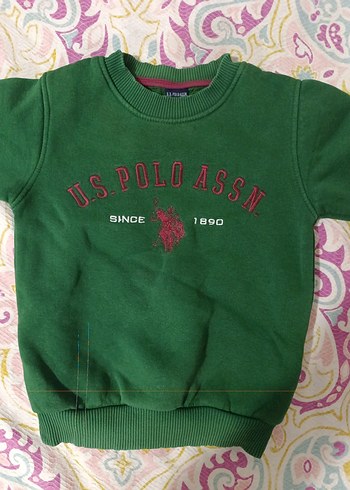 U.S. POLO ASSN.
SINCE 1890